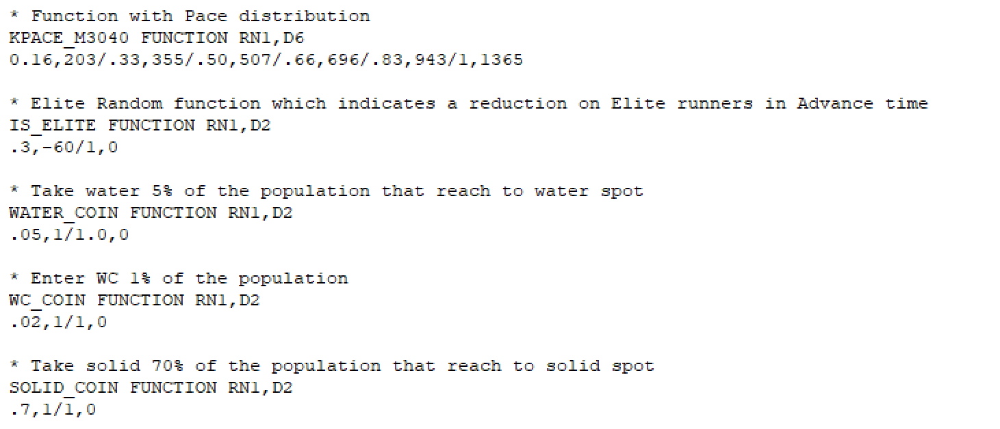 * Function with Pace distribution
KPACE_M3040 FUNCTION RN1,D6
0.16,203/.33,355/.50,507/.66,696/.83,943/1,1365
* Elite Random function which indicates a reduction on Elite runners in Advance time
IS_ELITE FUNCTION RN1,D2
.3,-60/1,0
* Take water 5% of the population that reach to water spot
WATER_COIN FUNCTION RN1,D2
.05,1/1.0,0
* Enter WC 1% of the population
WC_COIN FUNCTION RN1,D2
.02,1/1,0
* Take solid 70% of the population that reach to solid spot
SOLID_COIN FUNCTION RN1,D2
.7,1/1,0